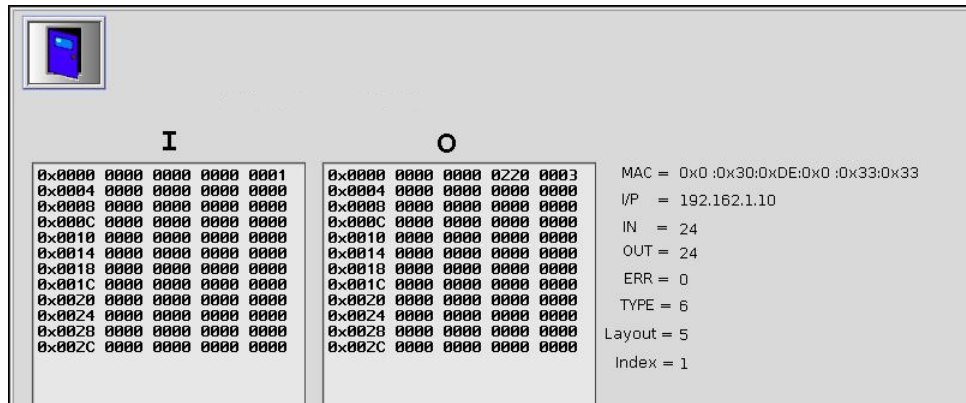 I
0x0000 0000 0000 0000 0001
0x0004 0000 0000 0000 0000
0x0008 0000 0000 0000 0000
0x000C 0000 0000 0000 0000
0x0010 0000 0000 0000 0000
0x0014 0000 0000 0000 0000
0x0018 0000 0000 0000 0000
0x001C 0000 0000 0000 0000
0x0020 0000 0000 0000 0000
0x0024 0000 0000 0000 0000
0x0028 0000 0000 0000 0000
0x002C 0000 0000 0000 0000
O
0x0000 0000 0000 0220 0003
0x0004 0000 0000 0000 0000
0x0008 0000 0000 0000 0000
0x000C 0000 0000 0000 0000
0x0010 0000 0000 0000 0000
0x0014 0000 0000 0000 0000
0x0018 0000 0000 0000 0000
0x001C 0000 0000 0000 0000
0x0020 0000 0000 0000 0000
0x0024 0000 0000 0000 0000
0x0028 0000 0000 0000 0000
0x002C 0000 0000 0000 0000
MAC = 0x0 :0x30:0xDE:0x0 :0x33:0x33
I/P = 192.162.1.10
IN = 24
OUT = 24
ERR = 0
TYPE = 6
Layout = 5
Index = 1